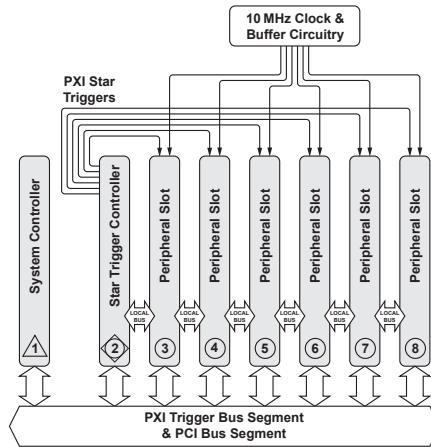 10 MHz Clock &
Buffer Circuitry
PXI Star
Triggers
System Controller
Star Trigger Controller
Peripheral Slot
Peripheral Slot
Peripheral Slot
Peripheral Slot
Peripheral Slot
Peripheral Slot
LOCAL
BUS
LOCAL
BUS
LOCAL
BUS
LOCAL
BUS
LOCAL
BUS
LOCAL
BUS
1
2
3
4
5
6
7
8
PXI Trigger Bus Segment
& PCI Bus Segment